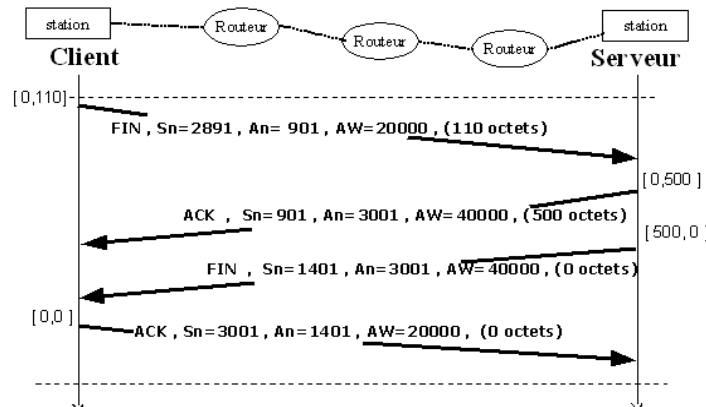 station
Routeur
Routeur
Routeur
station
Client
Serveur
[0,110]
FIN , Sn=2891, An= 901, AW=20000, (110 octets)
[0,500 ]
ACK , Sn=901, An=3001, AW=40000, (500 octets)
[500,0]
FIN , Sn=1401, An=3001, AW=40000, (0 octets)
[0,0]
ACK, Sn=3001, An=1401, AW=20000, (0 octets)